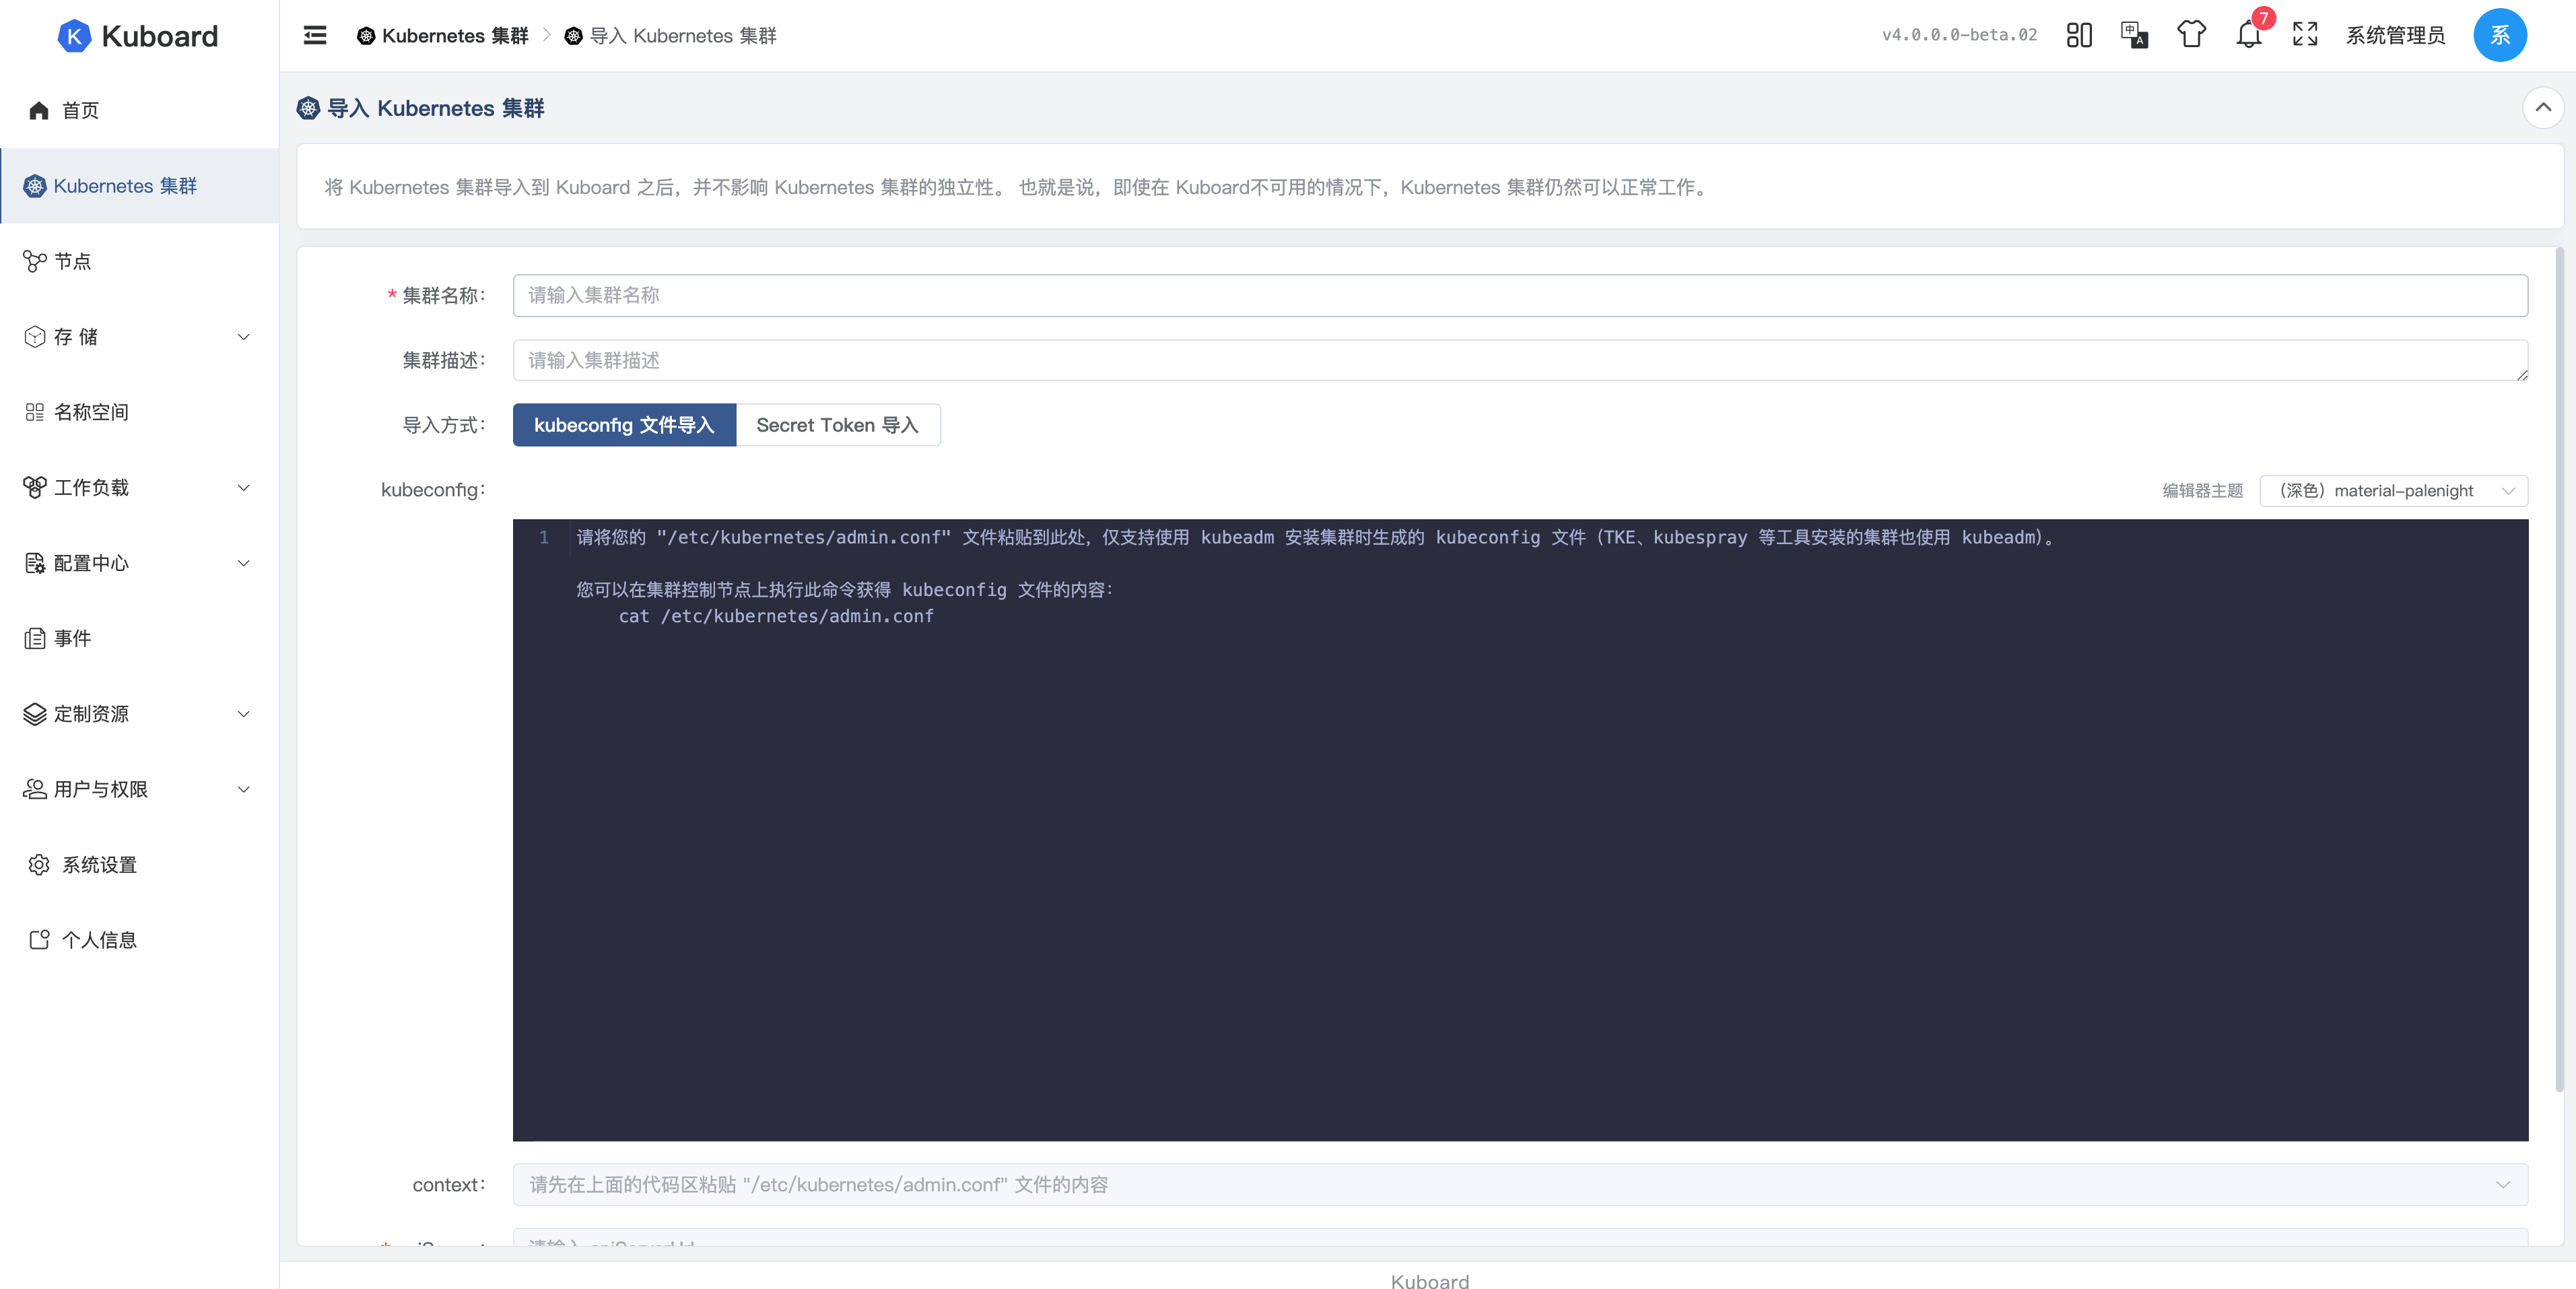 Kuboard
Kubernetes 集群
导入 Kubernetes 集群
v4.0.0.0-beta.02
中
A
7
系统管理员
系
首页
Kubernetes 集群
节点
存 储
名称空间
工作负载
配置中心
事件
定制资源
用户与权限
系统设置
个人信息
导入 Kubernetes 集群
将 Kubernetes 集群导入到 Kuboard 之后，并不影响 Kubernetes 集群的独立性。 也就是说，即使在 Kuboard不可用的情况下，Kubernetes 集群仍然可以正常工作。
* 集群名称：
请输入集群名称
集群描述：
请输入集群描述
导入方式：
kubeconfig 文件导入
Secret Token 导入
kubeconfig：
编辑器主题
（深色）material-palenight
1
请将您的 "/etc/kubernetes/admin.conf" 文件粘贴到此处，仅支持使用 kubeadm 安装集群时生成的 kubeconfig 文件（TKE、kubespray 等工具安装的集群也使用 kubeadm）。
您可以在集群控制节点上执行此命令获得 kubeconfig 文件的内容：
cat /etc/kubernetes/admin.conf
context：
请先在上面的代码区粘贴 "/etc/kubernetes/admin.conf" 文件的内容
Kuboard